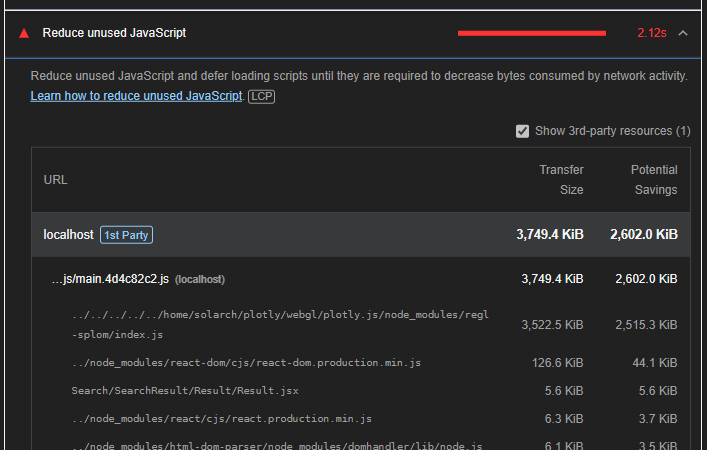 Reduce unused JavaScript 2.12s
Reduce unused JavaScript and defer loading scripts until they are required to decrease bytes consumed by network activity.
Learn how to reduce unused JavaScript. LCP
Show 3rd-party resources (1)
URL Transfer Size Potential Savings
localhost 1st Party 3,749.4 KiB 2,602.0 KiB
…js/main.4d4c82c2.js (localhost) 3,749.4 KiB 2,602.0 KiB
../../../../../home/solarch/plotly/webgl/plotly.js/node_modules/regl
-splom/index.js 3,522.5 KiB 2,515.3 KiB
../node_modules/react-dom/cjs/react-dom.production.min.js 126.6 KiB 44.1 KiB
Search/SearchResult/Result/Result.jsx 5.6 KiB 5.6 KiB
../node_modules/react/cjs/react.production.min.js 6.3 KiB 3.7 KiB
../node_modules/html-dom-parser/node_modules/domhandler/lib/node.js 6.1 KiB 3.5 KiB